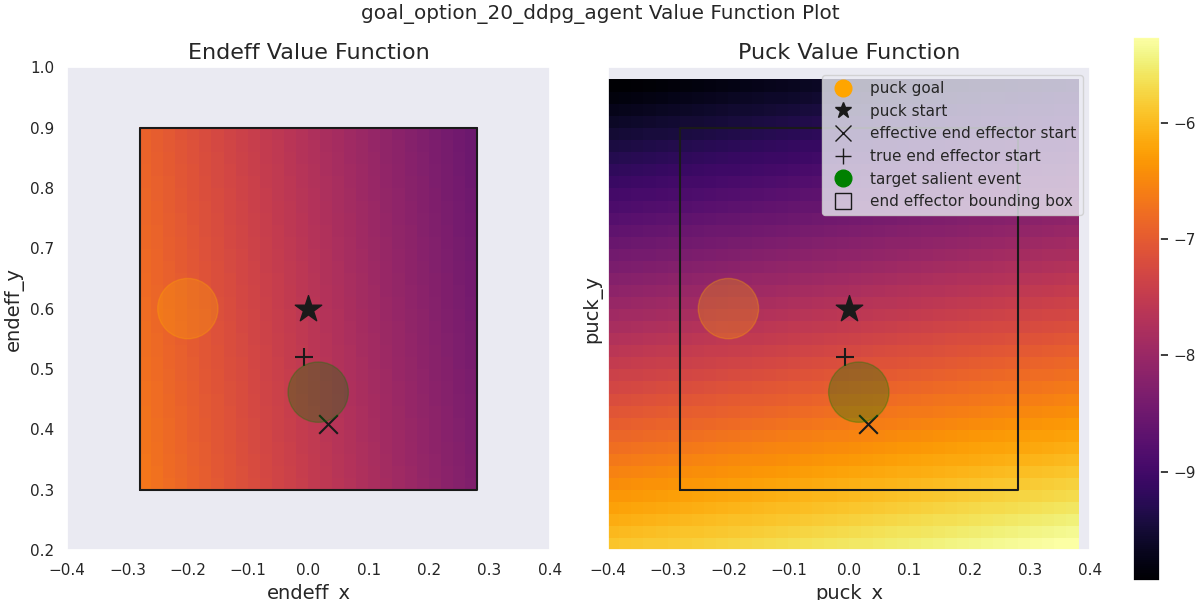 goal_option_20_ddpg_agent Value Function Plot
Endeff Value Function
1.0
0.9
0.8
0.7
0.6
0.5
0.4
0.3
0.2
endeff_y
−0.4 −0.3 −0.2 −0.1 0.0 0.1 0.2 0.3 0.4
endeff_x
Puck Value Function
puck goal
puck start
effective end effector start
true end effector start
target salient event
end effector bounding box
puck_y
−0.4 −0.3 −0.2 −0.1 0.0 0.1 0.2 0.3 0.4
puck_x
−6
−7
−8
−9